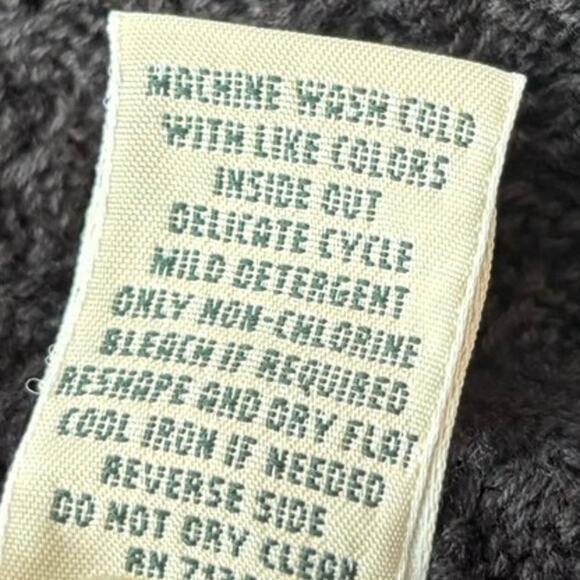 MACHINE WASH COLD
WITH LIKE COLORS
INSIDE OUT
DELICATE CYCLE
MILD DETERGENT
ONLY NON-CHLORINE
BLEACH IF REQUIRED
RESHAPE AND DRY FLAT
COOL IRON IF NEEDED
REVERSE SIDE
DO NOT DRY CLEAN
RN